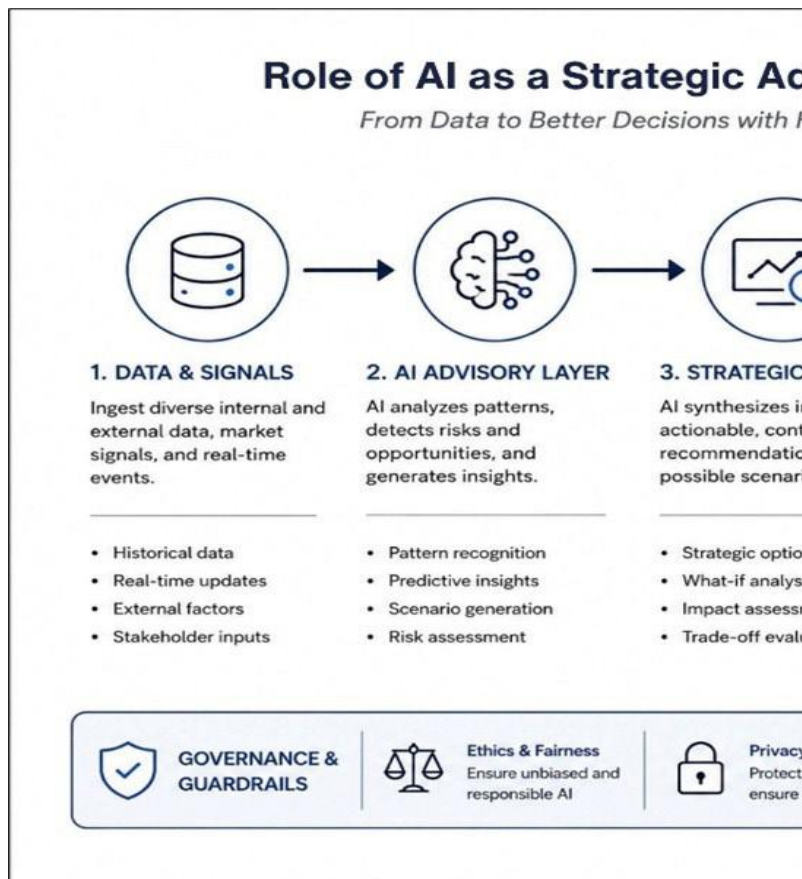 Role of AI as a Strategic
From Data to Better Decisions with
1. DATA & SIGNALS
Ingest diverse internal and
external data, market
signals, and real-time
events.
• Historical data
• Real-time updates
• External factors
• Stakeholder inputs
2. AI ADVISORY LAYER
AI analyzes patterns,
detects risks and
opportunities, and
generates insights.
• Pattern recognition
• Predictive insights
• Scenario generation
• Risk assessment
3. STRATEGIC
AI synthesizes
actionable,
possible
• Strategic
• What-if
• Impact
• Trade-off
GOVERNANCE &
GUARDRAILS
Ethics & Fairness
Ensure unbiased and
responsible AI
Privacy
Protect
ensure